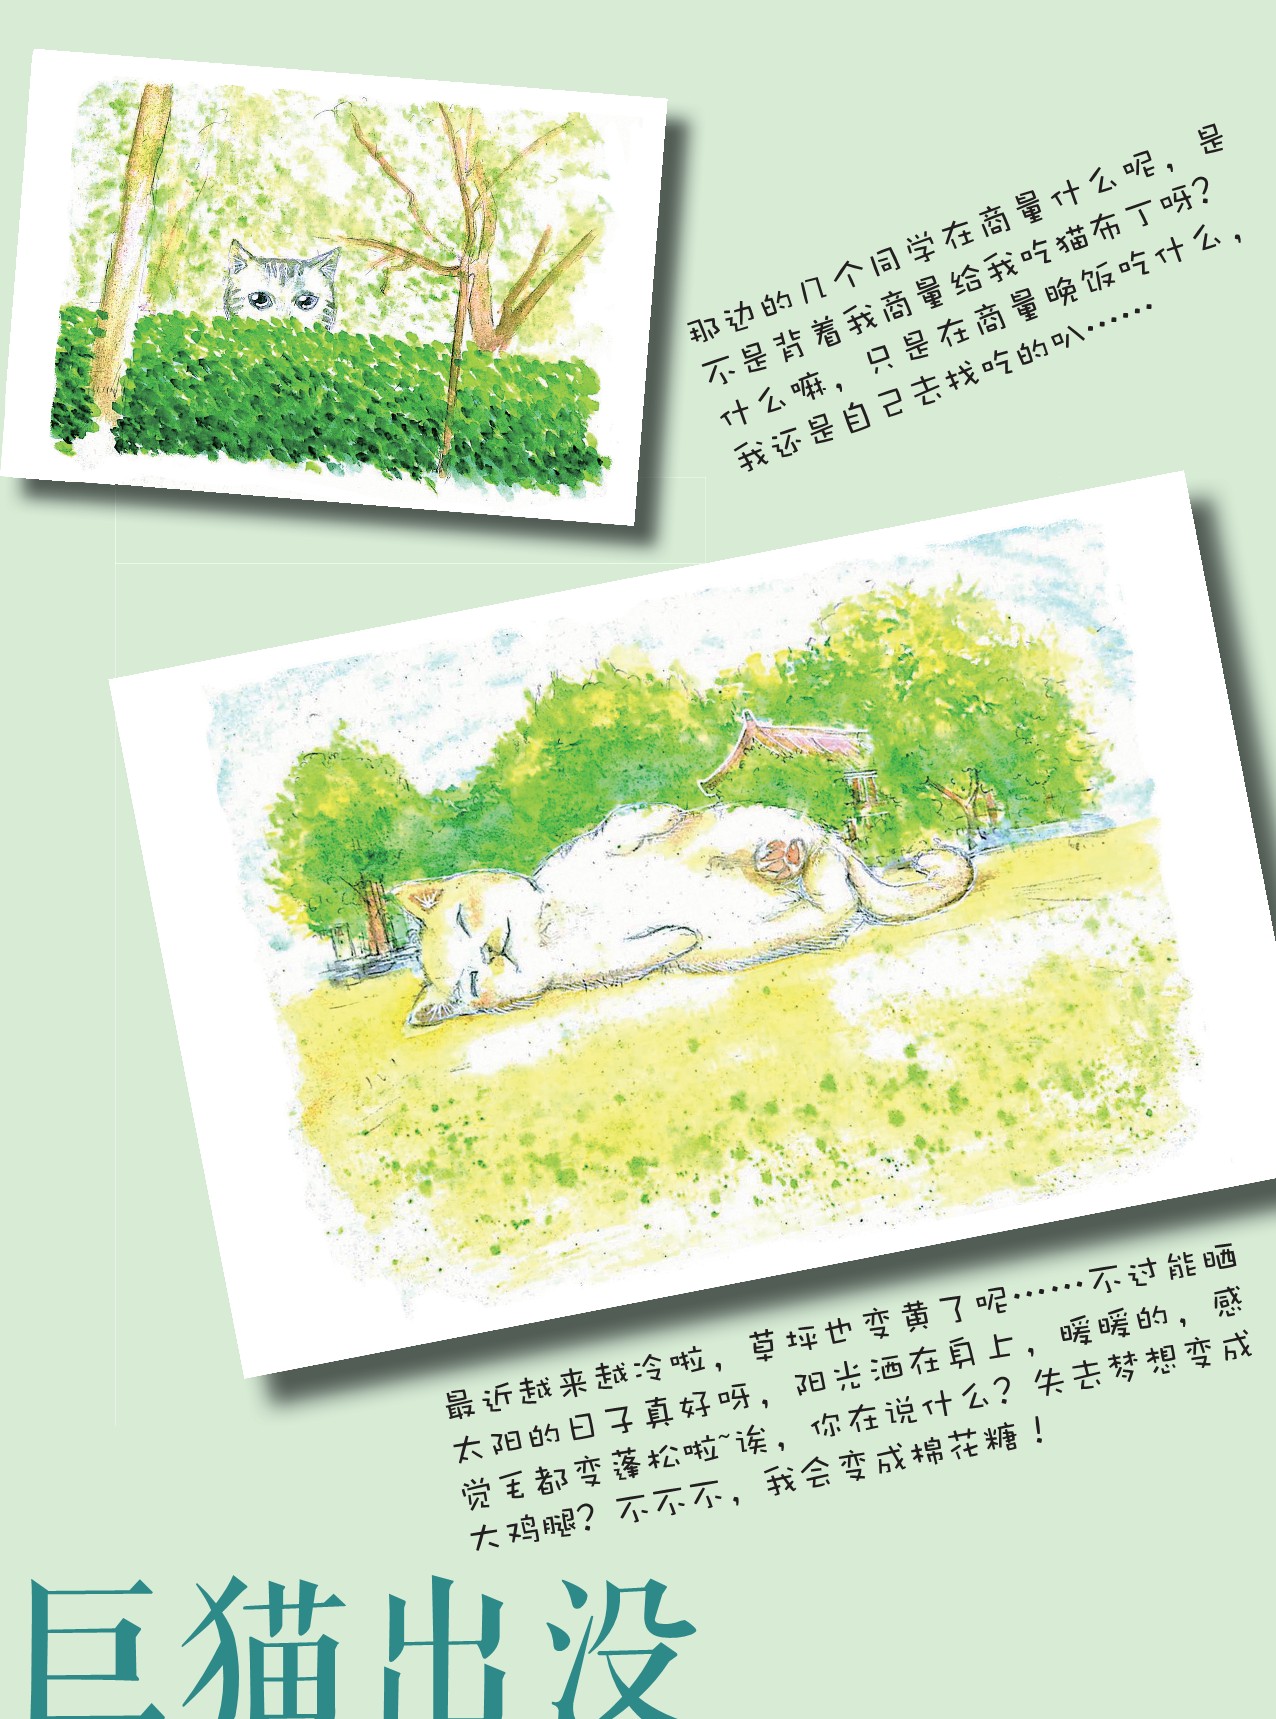 那边的几个同学在商量什么呢，是
不是背着我商量给我吃猫布丁呀？
什么嘛，只是在商量晚饭吃什么，
我还是自己去找吃的叭……
最近越来越冷啦，草坪也变黄了呢……不过能晒
太阳的日子真好呀，阳光洒在身上，暖暖的，感
觉毛都变蓬松啦~诶，你在说什么？失去梦想变成
大鸡腿？不不不，我会变成棉花糖！
巨猫出没